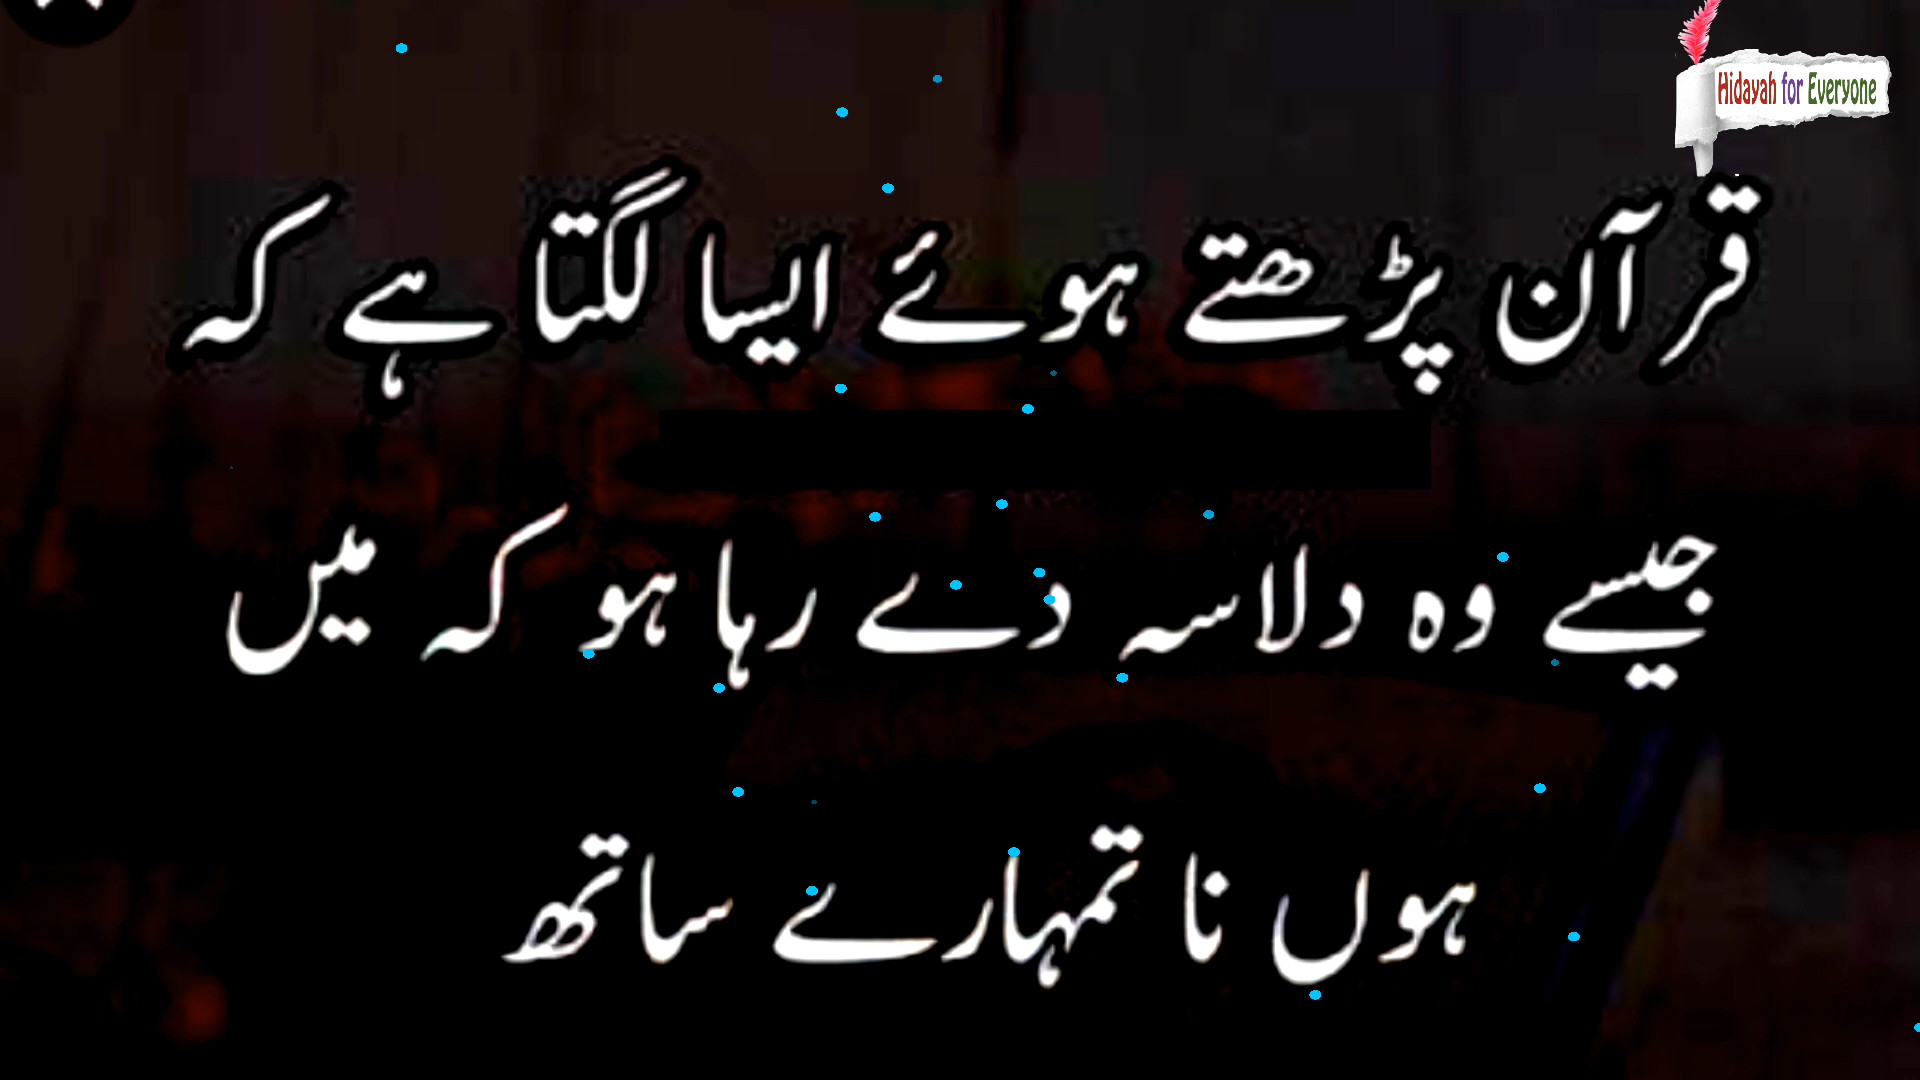 Hidayah for Everyone
قرآن پڑھتے ہوئے ایسا لگتا ہے کہ
جیسے وہ دلاسہ دے رہا ہو کہ میں
ہوں نا تمہارے ساتھ